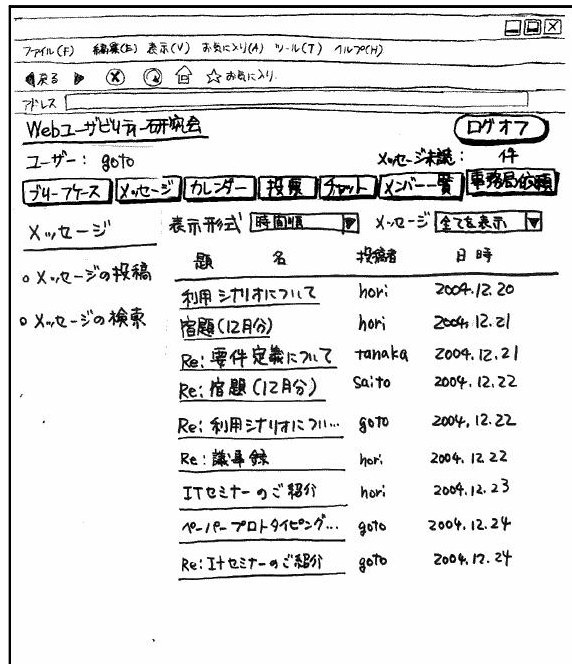 ファイル(F) 編集(E) 表示(V) お気に入り(A) ツール(T) ヘルプ(H)
戻る お気に入り
アドレス
Webユーザビリティー研究会
ログオフ
ユーザー: goto メッセージ未読: 1件
ブリーフケース メッセージ カレンダー 投票 チャット メンバー一覧 事務局依頼
メッセージ 表示形式 時間順 メッセージ 全てを表示
題 名 投稿者 日時
○メッセージの投稿
○メッセージの検索
利用シナリオについて hori 2004.12.20
宿題(12月分) hori 2004.12.21
Re: 要件定義について tanaka 2004.12.21
Re: 宿題(12月分) saito 2004.12.22
Re: 利用シナリオについ… goto 2004.12.22
Re: 議事録 hori 2004.12.22
ITセミナーのご紹介 hori 2004.12.23
ペーパープロトタイピング… goto 2004.12.24
Re: ITセミナーのご紹介 goto 2004.12.24